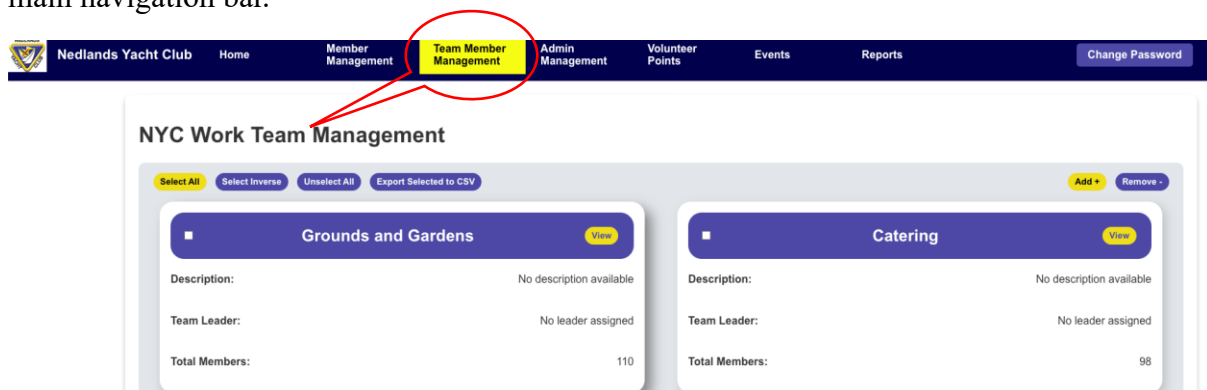 main navigation bar.
Nedlands Yacht Club Home Member Management Team Member Management Admin Management Volunteer Points Events Reports Change Password
NYC Work Team Management
Select All Select Inverse Unselect All Export Selected to CSV Add + Remove -
Grounds and Gardens View
Description: No description available
Team Leader: No leader assigned
Total Members: 110
Catering View
Description: No description available
Team Leader: No leader assigned
Total Members: 98